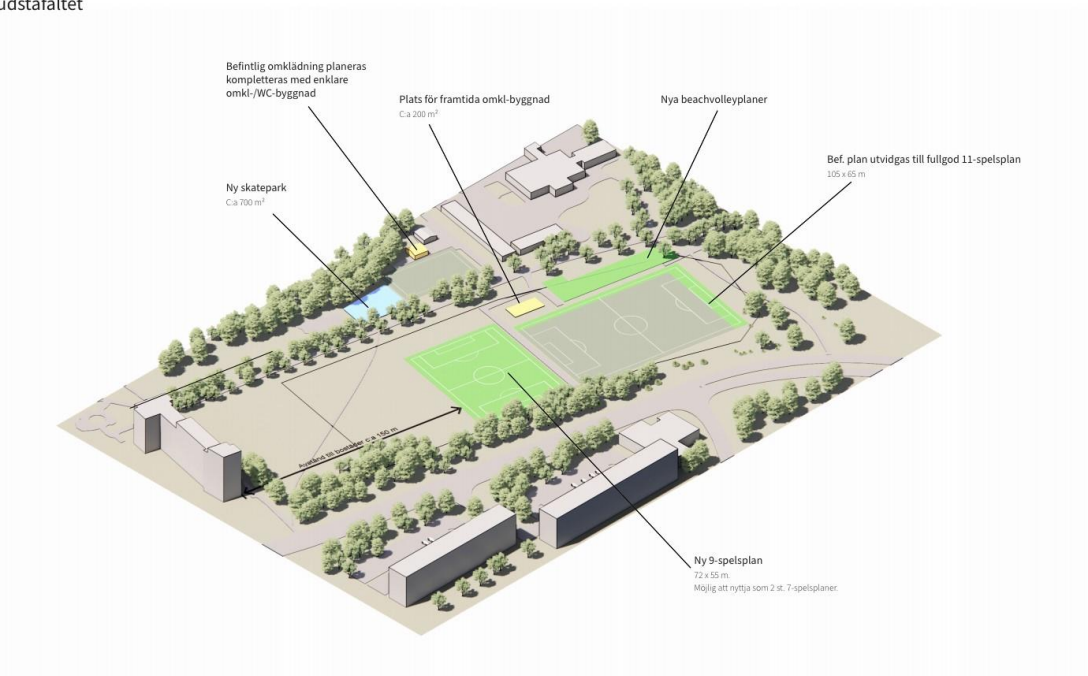 udstafältet
Befintlig omklädning planeras
kompletteras med enklare
omkl-/WC-byggnad
Plats för framtida omkl-byggnad
C:a 200 m²
Nya beachvolleyplaner
Bef. plan utvidgas till fullgod 11-spelsplan
105 x 65 m
Ny skatepark
C:a 700 m²
Avstånd till bostäder c:a 150 m
Ny 9-spelsplan
72 x 55 m.
Möjlig att nyttja som 2 st. 7-spelsplaner.